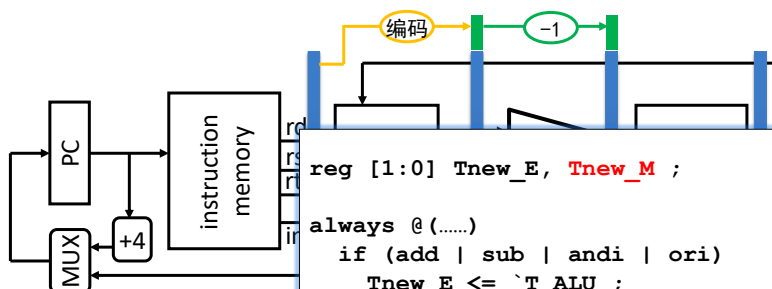 编码
-1
PC
instruction
memory
rd
rs
rt
+4
MUX
reg [1:0] Tnew_E, Tnew_M ;
always @(……)
if (add | sub | andi | ori)
Tnew_E <= `T_ALU ;